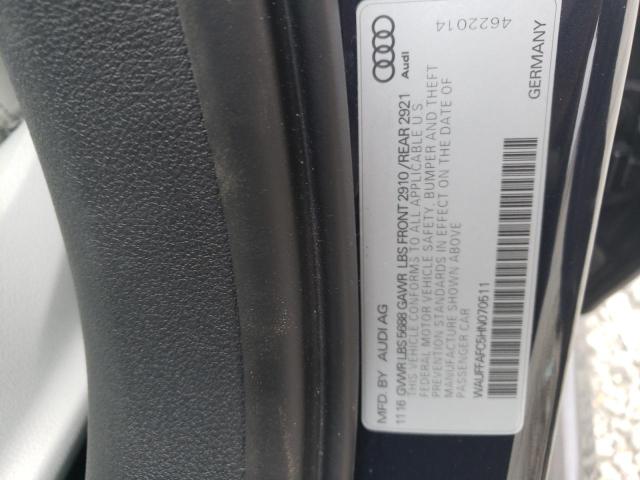 MFD. BY AUDI AG
1116 GVWR LBS 5688 GAWR LBS FRONT 2910 /REAR 2921
THIS VEHICLE CONFORMS TO ALL APPLICABLE U.S.
FEDERAL MOTOR VEHICLE SAFETY, BUMPER AND THEFT
PREVENTION STANDARDS IN EFFECT ON THE DATE OF
MANUFACTURE SHOWN ABOVE
PASSENGER CAR
WAUFFAFC5HN070511
Audi
4622014
GERMANY